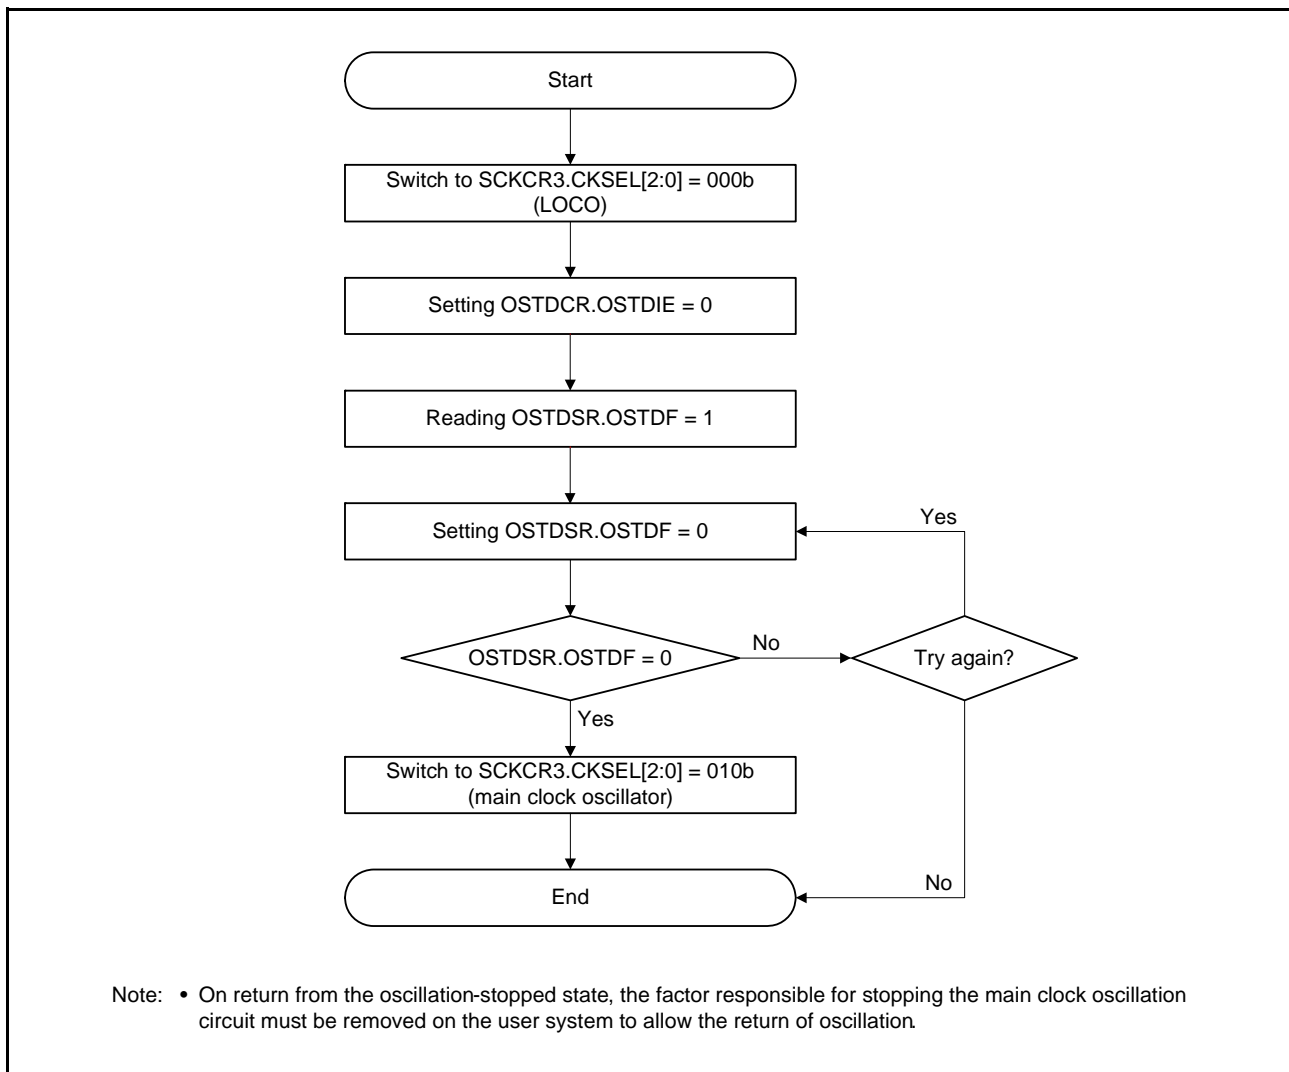 Start
Switch to SCKCR3.CKSEL[2:0] = 000b
(LOCO)
Setting OSTDCR.OSTDIE = 0
Reading OSTDSR.OSTDF = 1
Setting OSTDSR.OSTDF = 0
Yes
OSTDSR.OSTDF = 0
No
Try again?
Yes
Switch to SCKCR3.CKSEL[2:0] = 010b
(main clock oscillator)
End
No
Note: • On return from the oscillation-stopped state, the factor responsible for stopping the main clock oscillation
circuit must be removed on the user system to allow the return of oscillation.